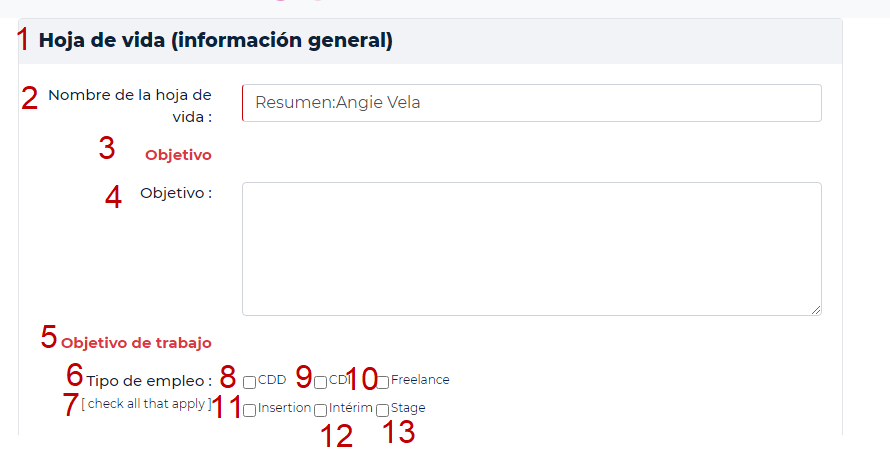 1 Hoja de vida (información general)
2 Nombre de la hoja de
vida :
Resumen:Angie Vela
3 Objetivo
4 Objetivo :
5 Objetivo de trabajo
6 Tipo de empleo : 8 CDD 9 CDI 10 Freelance
7 [ check all that apply ] 11 Insertion Intérim Stage
12 13